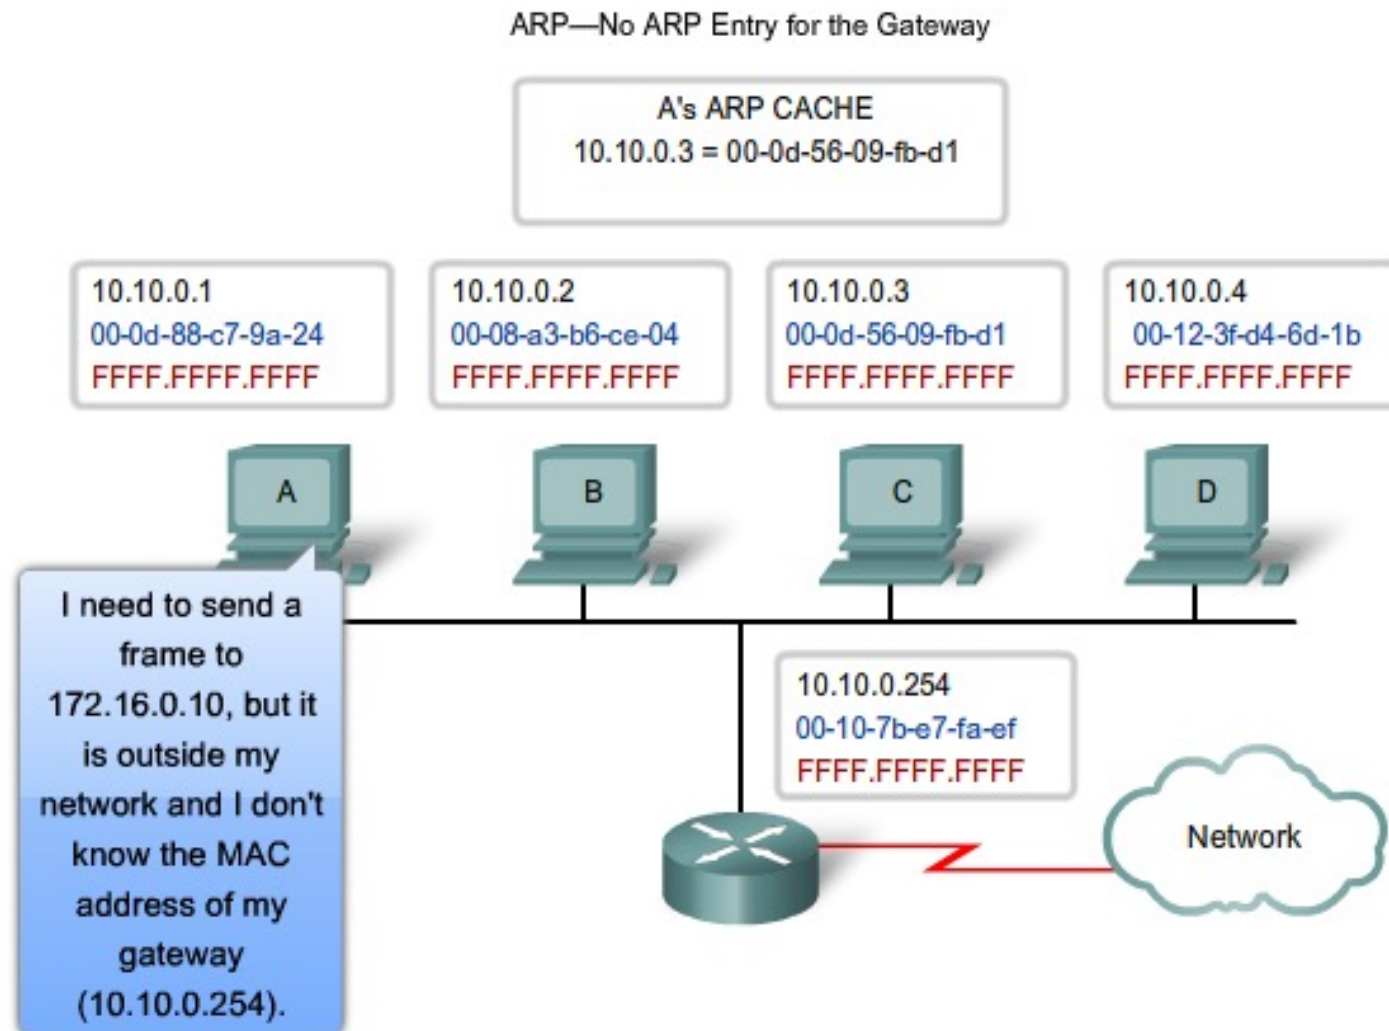 ARP—No ARP Entry for the Gateway
A's ARP CACHE
10.10.0.3 = 00-0d-56-09-fb-d1
10.10.0.1
00-0d-88-c7-9a-24
FFFF.FFFF.FFFF
10.10.0.2
00-08-a3-b6-ce-04
FFFF.FFFF.FFFF
10.10.0.3
00-0d-56-09-fb-d1
FFFF.FFFF.FFFF
10.10.0.4
00-12-3f-d4-6d-1b
FFFF.FFFF.FFFF
A
B
C
D
I need to send a
frame to
172.16.0.10, but it
is outside my
network and I don't
know the MAC
address of my
gateway
(10.10.0.254).
10.10.0.254
00-10-7b-e7-fa-ef
FFFF.FFFF.FFFF
Network